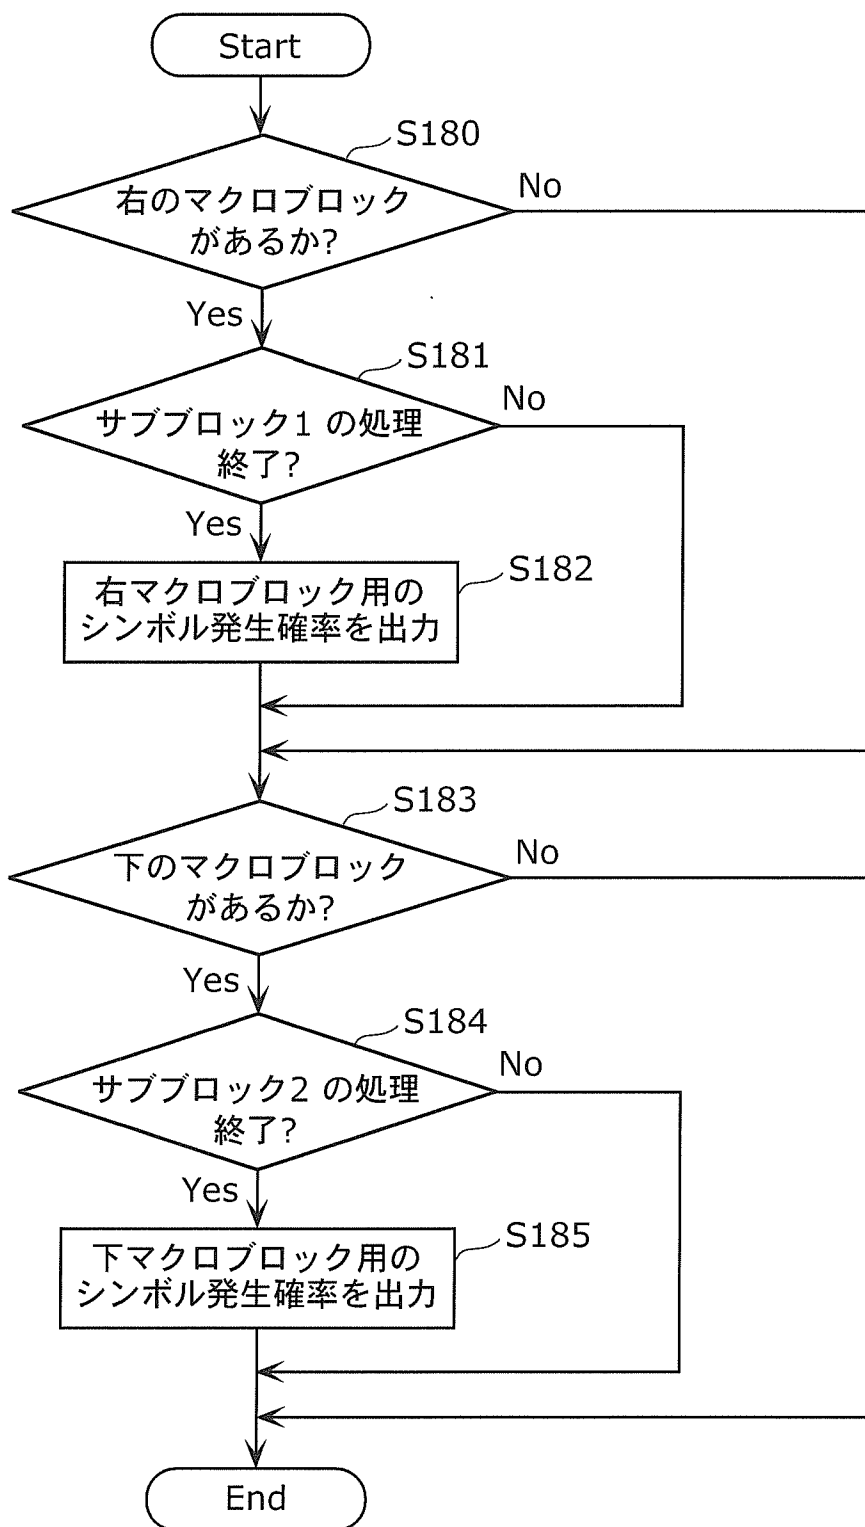 Start
S180
右のマクロブロック
があるか?
No
Yes
S181
サブブロック1 の処理
終了?
No
Yes
S182
右マクロブロック用の
シンボル発生確率を出力
S183
下のマクロブロック
があるか?
No
Yes
S184
サブブロック2 の処理
終了?
No
Yes
S185
下マクロブロック用の
シンボル発生確率を出力
End